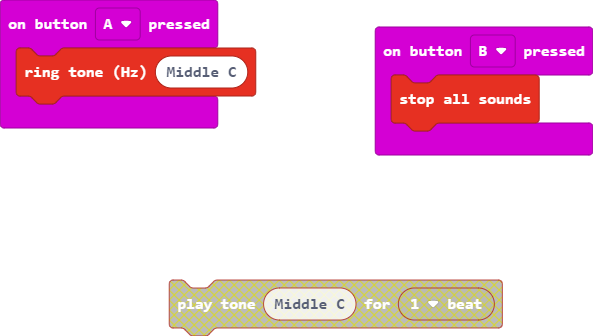 on button A pressed
ring tone (Hz) Middle C
on button B pressed
stop all sounds
play tone Middle C for 1 beat